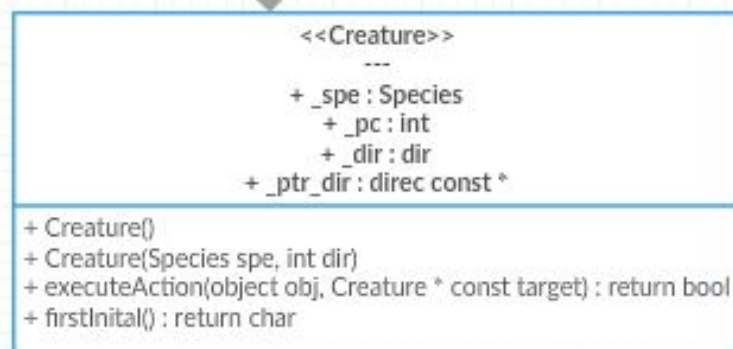 <<Creature>>
---
+ _spe : Species
+ _pc : int
+ _dir : dir
+ _ptr_dir : direc const *
+ Creature()
+ Creature(Species spe, int dir)
+ executeAction(object obj, Creature * const target) : return bool
+ firstInital() : return char